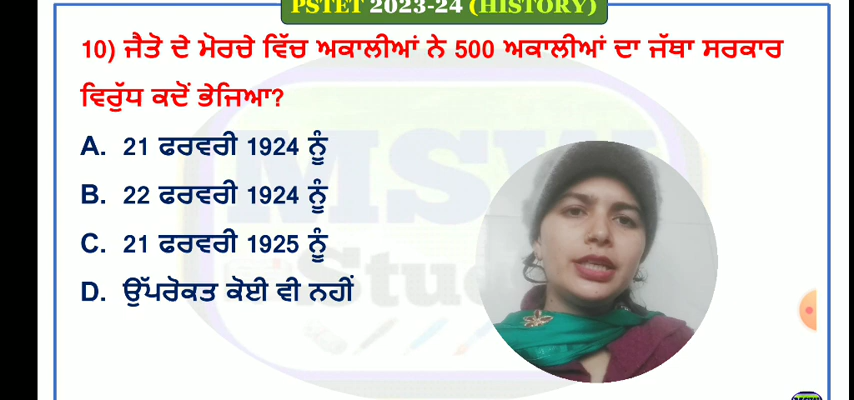 PSTET 2023-24 (HISTORY)
10) ਜੈਤੋ ਦੇ ਮੋਰਚੇ ਵਿੱਚ ਅਕਾਲੀਆਂ ਨੇ 500 ਅਕਾਲੀਆਂ ਦਾ ਜੱਥਾ ਸਰਕਾਰ
ਵਿਰੁੱਧ ਕਦੋਂ ਭੇਜਿਆ?
A. 21 ਫਰਵਰੀ 1924 ਨੂੰ
B. 22 ਫਰਵਰੀ 1924 ਨੂੰ
C. 21 ਫਰਵਰੀ 1925 ਨੂੰ
D. ਉੱਪਰੋਕਤ ਕੋਈ ਵੀ ਨਹੀਂ
MSW